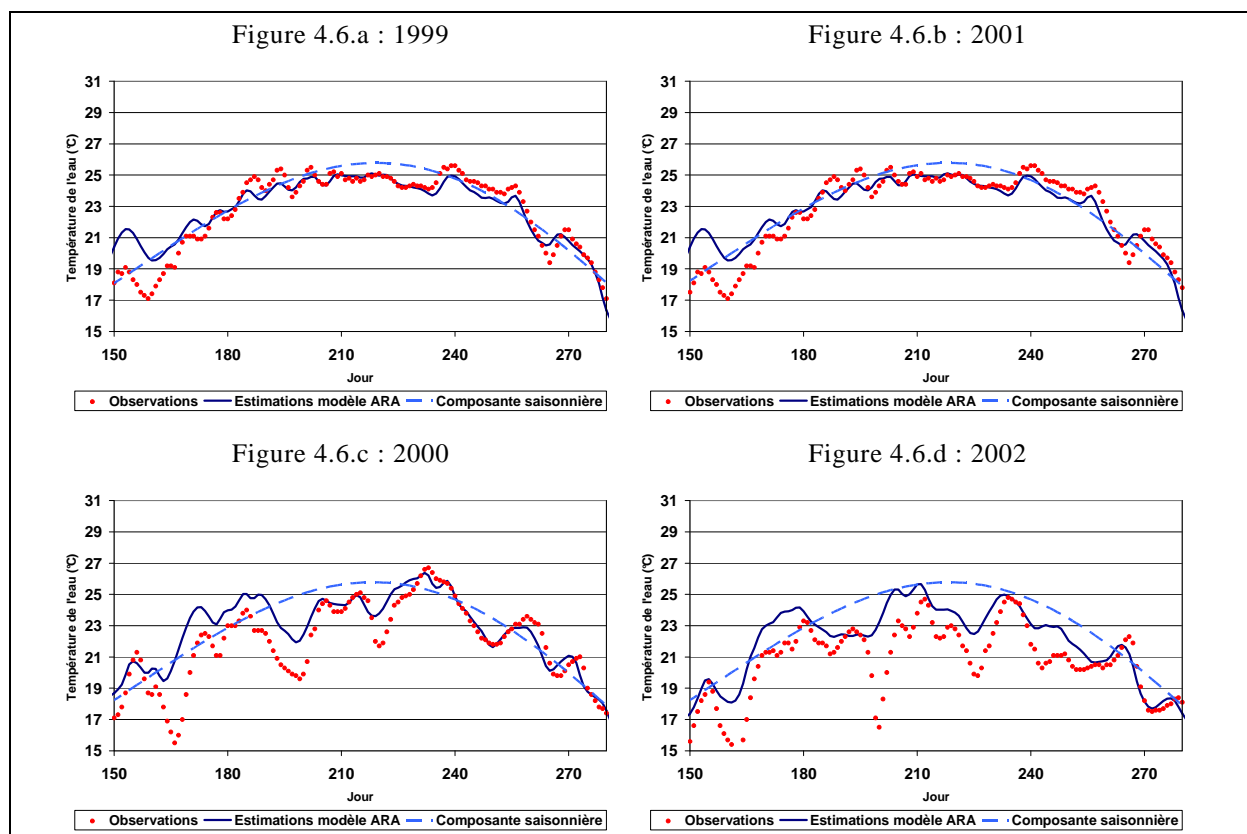 Figure 4.6.a : 1999
Température de l'eau (°C)
31
29
27
25
23
21
19
17
15
150 180 210 240 270
Jour
Observations Estimations modèle ARA Composante saisonnière
Figure 4.6.b : 2001
Température de l'eau (°C)
31
29
27
25
23
21
19
17
15
150 180 210 240 270
Jour
Observations Estimations modèle ARA Composante saisonnière
Figure 4.6.c : 2000
Température de l'eau (°C)
31
29
27
25
23
21
19
17
15
150 180 210 240 270
Jour
Observations Estimations modèle ARA Composante saisonnière
Figure 4.6.d : 2002
Température de l'eau (°C)
31
29
27
25
23
21
19
17
15
150 180 210 240 270
Jour
Observations Estimations modèle ARA Composante saisonnière